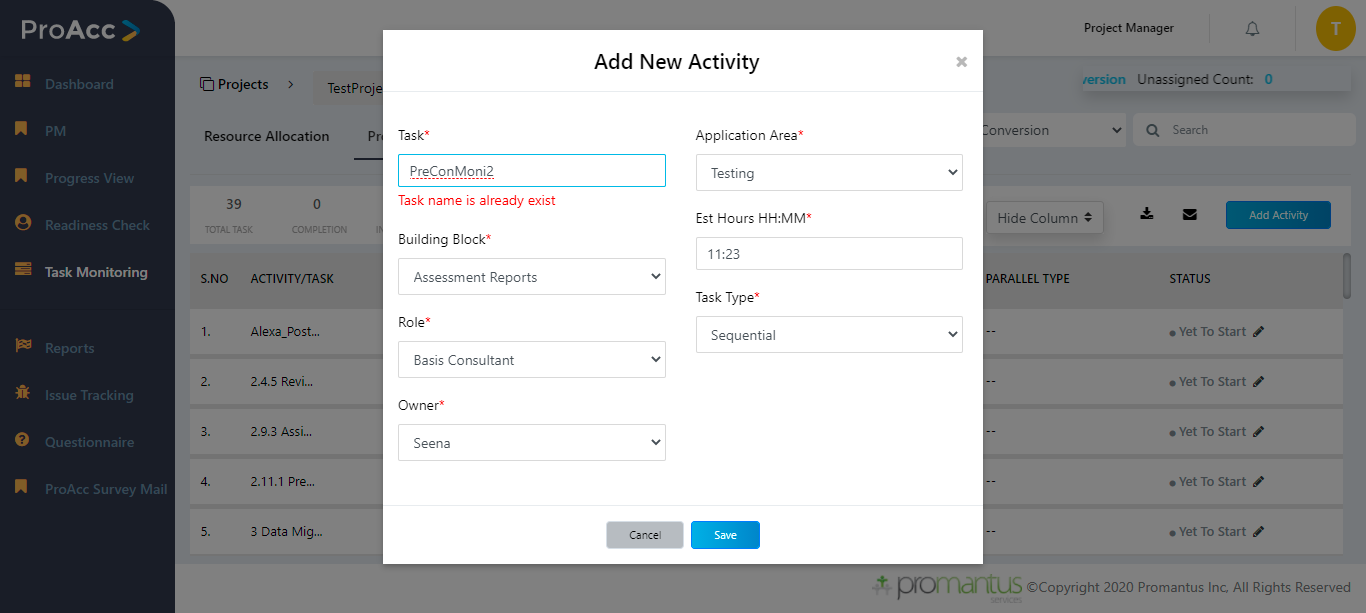 ProAcc
Dashboard
PM
Progress View
Readiness Check
Task Monitoring
Reports
Issue Tracking
Questionnaire
ProAcc Survey Mail
Project Manager
T
Projects
TestProje
version Unassigned Count: 0
Resource Allocation
Pr
Conversion
Search
39
TOTAL TASK
0
COMPLETION
IN
Hide Column
Add Activity
S.NO ACTIVITY/TASK PARALLEL TYPE STATUS
1. Alexa_Post... -- Yet To Start
2. 2.4.5 Revi... -- Yet To Start
3. 2.9.3 Assi... -- Yet To Start
4. 2.11.1 Pre... -- Yet To Start
5. 3 Data Mig... -- Yet To Start
Add New Activity
×
Task*
PreConMoni2
Task name is already exist
Building Block*
Assessment Reports
Role*
Basis Consultant
Owner*
Seena
Application Area*
Testing
Est Hours HH:MM*
11:23
Task Type*
Sequential
Cancel
Save
promantus
services
©Copyright 2020 Promantus Inc, All Rights Reserved